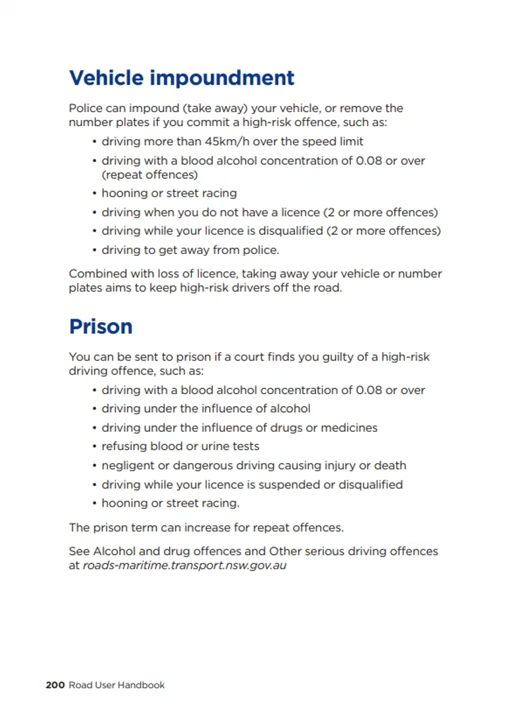 Vehicle impoundment
Police can impound (take away) your vehicle, or remove the
number plates if you commit a high-risk offence, such as:
• driving more than 45km/h over the speed limit
• driving with a blood alcohol concentration of 0.08 or over
(repeat offences)
• hooning or street racing
• driving when you do not have a licence (2 or more offences)
• driving while your licence is disqualified (2 or more offences)
• driving to get away from police.
Combined with loss of licence, taking away your vehicle or number
plates aims to keep high-risk drivers off the road.
Prison
You can be sent to prison if a court finds you guilty of a high-risk
driving offence, such as:
• driving with a blood alcohol concentration of 0.08 or over
• driving under the influence of alcohol
• driving under the influence of drugs or medicines
• refusing blood or urine tests
• negligent or dangerous driving causing injury or death
• driving while your licence is suspended or disqualified
• hooning or street racing.
The prison term can increase for repeat offences.
See Alcohol and drug offences and Other serious driving offences
at roads-maritime.transport.nsw.gov.au
200 Road User Handbook